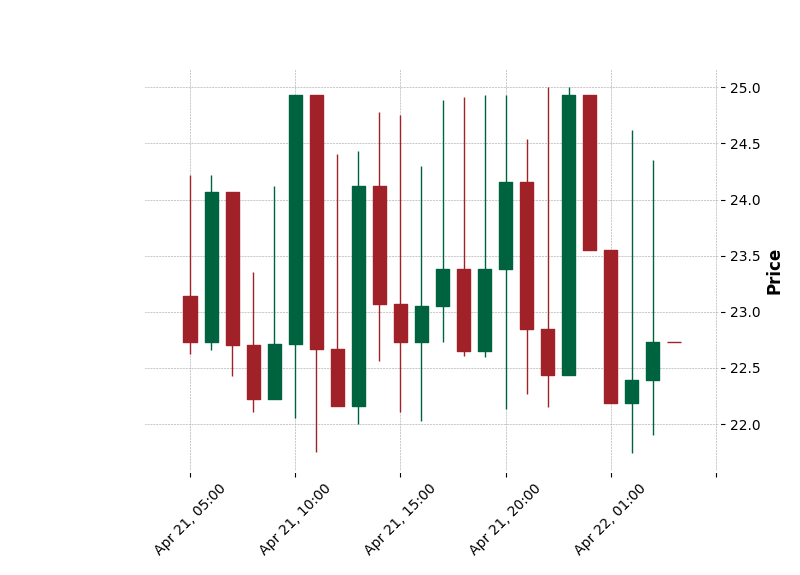 25.0
24.5
24.0
23.5
23.0
22.5
22.0
Price
Apr 21, 05:00
Apr 21, 10:00
Apr 21, 15:00
Apr 21, 20:00
Apr 22, 01:00